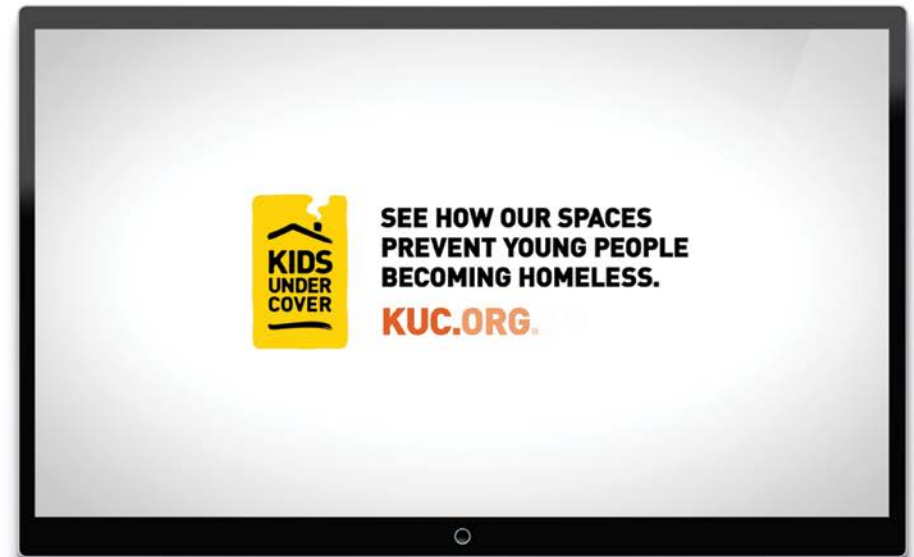 KIDS
UNDER
COVER
SEE HOW OUR SPACES
PREVENT YOUNG PEOPLE
BECOMING HOMELESS.
KUC.ORG.